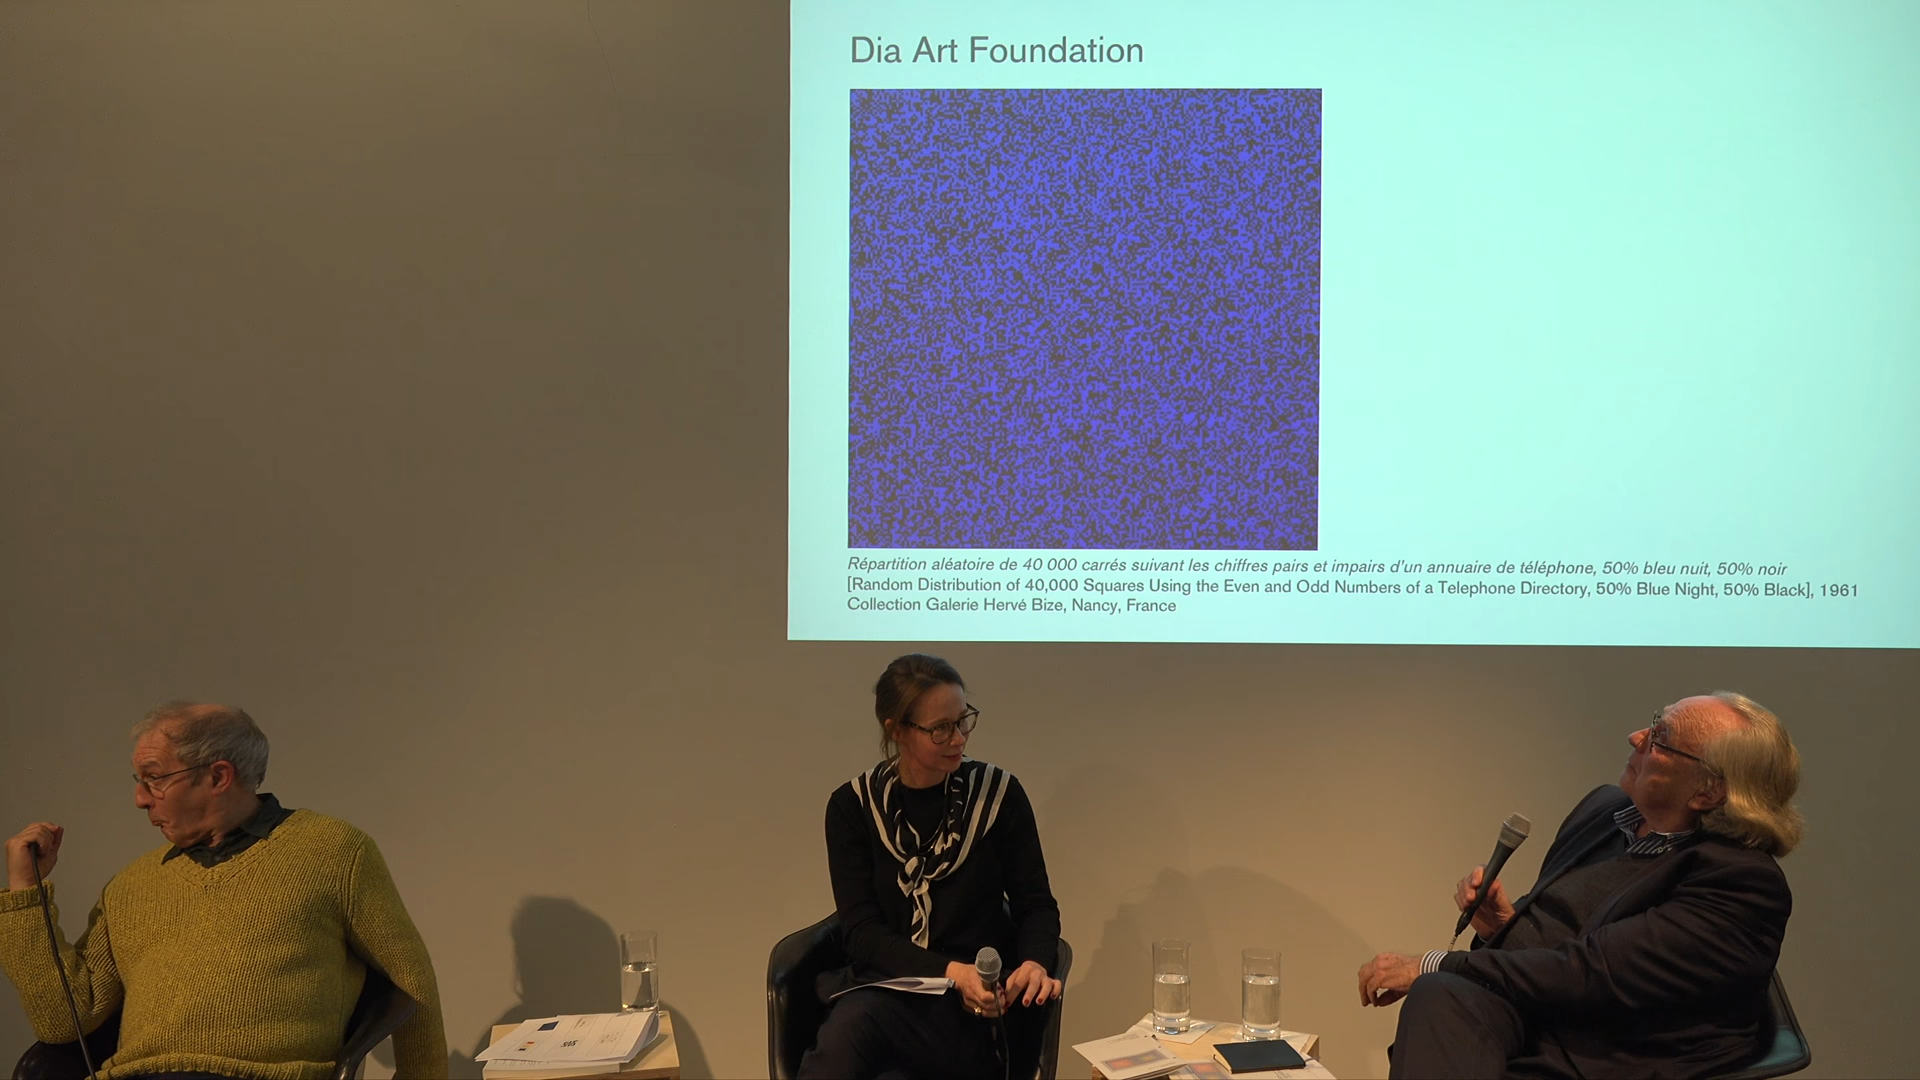 Dia Art Foundation
Répartition aléatoire de 40 000 carrés suivant les chiffres pairs et impairs d'un annuaire de téléphone, 50% bleu nuit, 50% noir
[Random Distribution of 40,000 Squares Using the Even and Odd Numbers of a Telephone Directory, 50% Blue Night, 50% Black], 1961
Collection Galerie Hervé Bize, Nancy, France